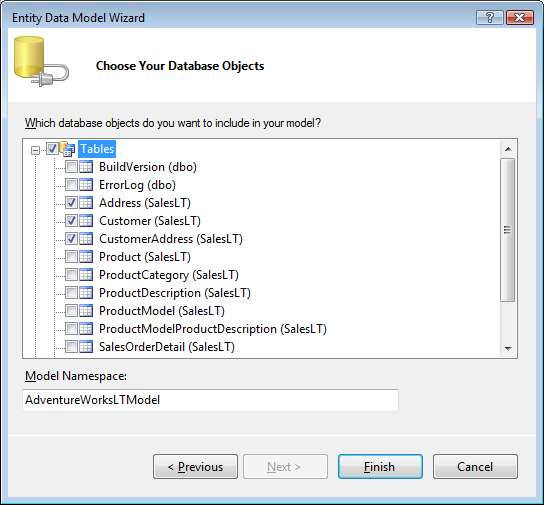 Entity Data Model Wizard
Choose Your Database Objects
Which database objects do you want to include in your model?
Tables
BuildVersion (dbo)
ErrorLog (dbo)
Address (SalesLT)
Customer (SalesLT)
CustomerAddress (SalesLT)
Product (SalesLT)
ProductCategory (SalesLT)
ProductDescription (SalesLT)
ProductModel (SalesLT)
ProductModelProductDescription (SalesLT)
SalesOrderDetail (SalesLT)
Model Namespace:
AdventureWorksLTModel
< Previous Next > Finish Cancel